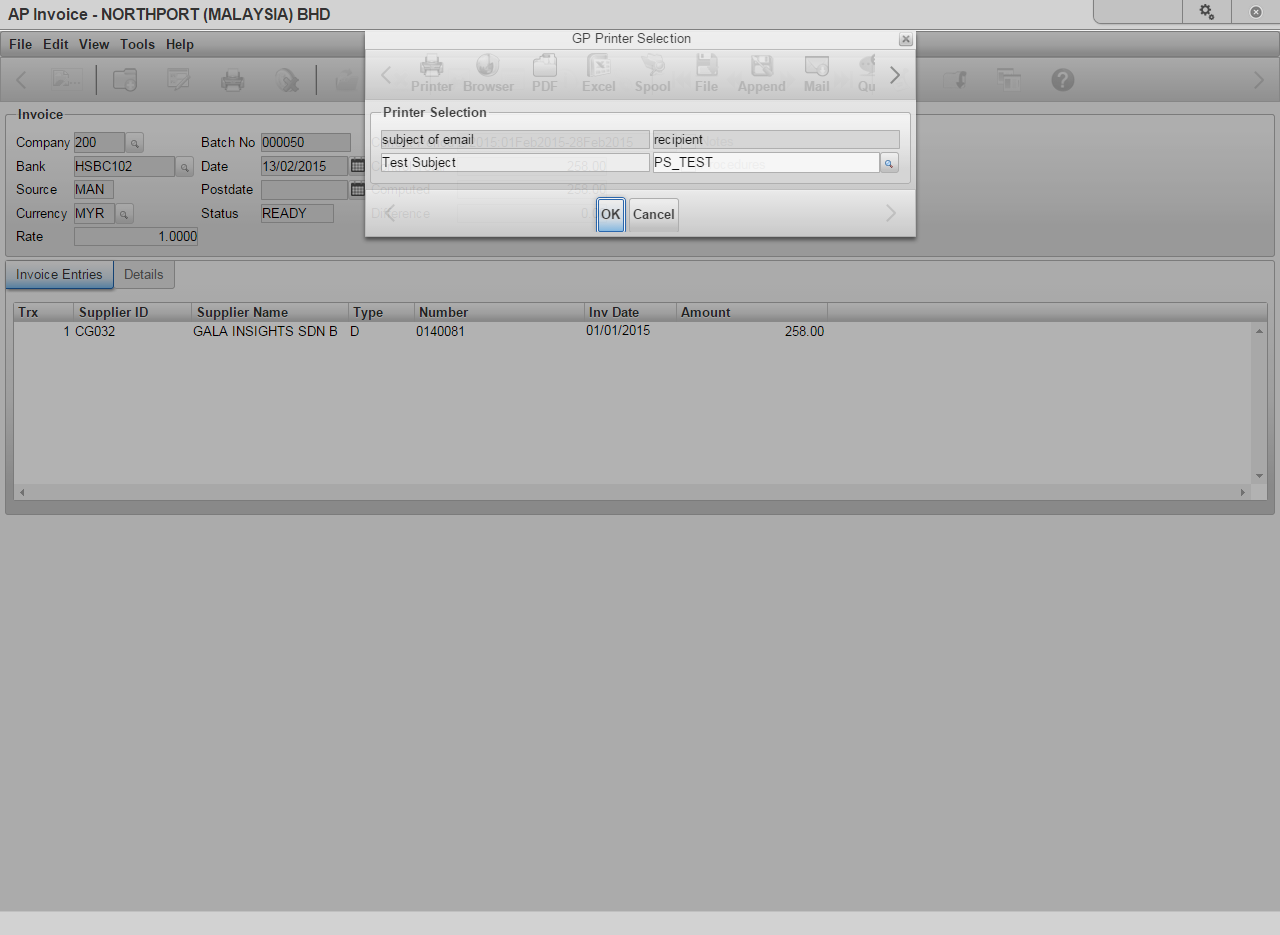 AP Invoice - NORTHPORT (MALAYSIA) BHD
GP Printer Selection
File Edit View Tools Help
Printer Browser PDF Excel Spool File Append Mail Qu
Invoice
Printer Selection
Company 200 Batch No 000050
subject of email recipient
Bank HSBC102 Date 13/02/2015
Test Subject PS_TEST
Source MAN Postdate
Computed 258.00
Currency MYR Status READY
Difference
OK Cancel
Rate 1.0000
Invoice Entries Details
Trx Supplier ID Supplier Name Type Number Inv Date Amount
1 CG032 GALA INSIGHTS SDN B D 0140081 01/01/2015 258.00